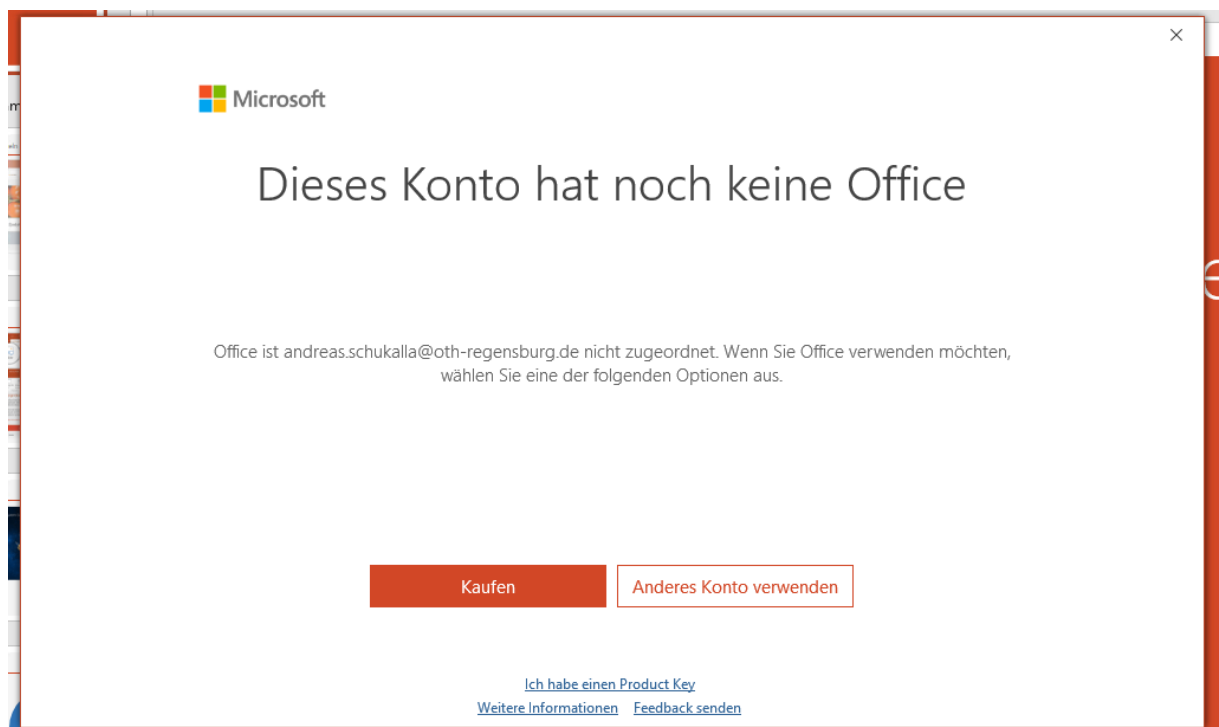 Microsoft
Dieses Konto hat noch keine Office
Office ist andreas.schukalla@oth-regensburg.de nicht zugeordnet. Wenn Sie Office verwenden möchten,
wählen Sie eine der folgenden Optionen aus.
Kaufen
Anderes Konto verwenden
Ich habe einen Product Key
Weitere Informationen
Feedback senden